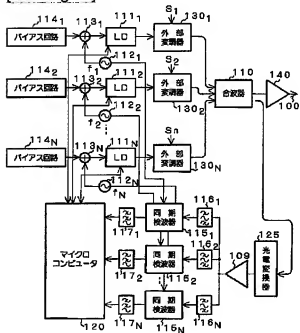 114₁ 113₁ 111₁ 130₁
バイアス回路 LD 外部変調器 S₁
f₁ 112₁
114₂ 113₂ 111₂ S₂
バイアス回路 LD 外部変調器 130₂
f₂ 112₂
110 合波器 140 100
114N 113N 111N Sn
バイアス回路 LD 外部変調器 130N
fN 112N
マイクロコンピュータ 120
117₁ 同期検波器 115₁ 116₁
117₂ 同期検波器 115₂ 116₂
117N 同期検波器 115N 116N
109 光電変換器 125